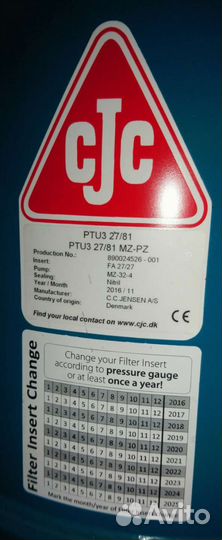 CJC
PTU3 27/81
PTU3 27/81 MZ-PZ
Production No.: 890024526 - 001
Insert: FA 27/27
Pump: MZ-32-4
Sealing: Nitril
Year / Month 2016 / 11
Manufacturer: C.C.JENSEN A/S
Country of origin: Denmark
Find your local contact on www.cjc.dk
CE
Filter Insert Change
Change your Filter Insert
according to pressure gauge
or at least once a year!
1 2 3 4 5 6 7 8 9 10 11 12 2016
1 2 3 4 5 6 7 8 9 10 11 12 2017
1 2 3 4 5 6 7 8 9 10 11 12 2018
1 2 3 4 5 6 7 8 9 10 11 12 2019
1 2 3 4 5 6 7 8 9 10 11 12 2020
1 2 3 4 5 6 7 8 9 10 11 12 2021
1 2 3 4 5 6 7 8 9 10 11 12 2022
1 2 3 4 5 6 7 8 9 10 11 12 2023
1 2 3 4 5 6 7 8 9 10 11 12 2024
1 2 3 4 5 6 7 8 9 10 11 12 2025
Mark the month/year of the
Avito